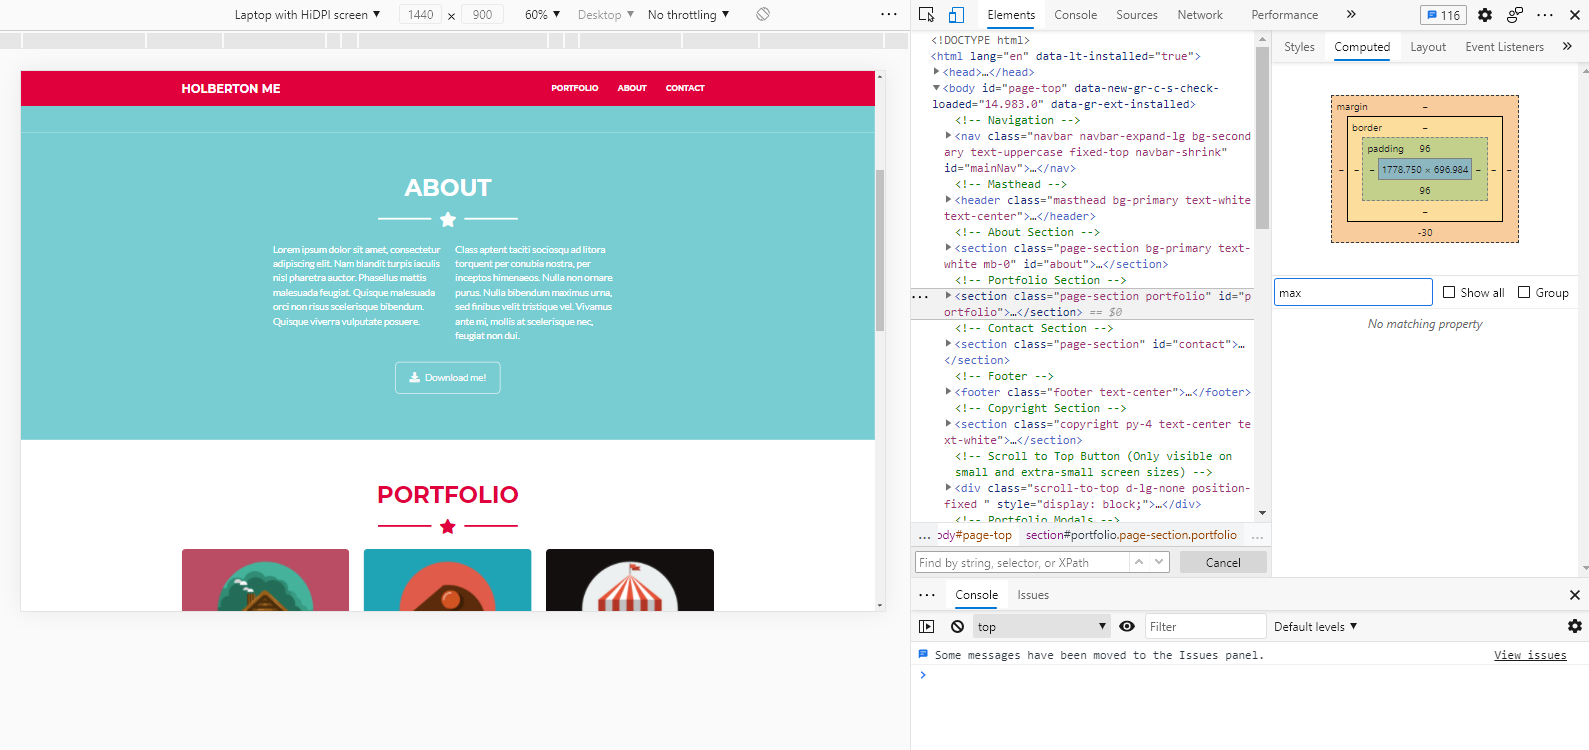 Laptop with HiDPI screen ▼ 1440 × 900 60% ▼ Desktop ▼ No throttling ▼
HOLBERTON ME PORTFOLIO ABOUT CONTACT
ABOUT
Lorem ipsum dolor sit amet, consectetur
adipiscing elit. Nam blandit turpis iaculis
nisl pharetra auctor. Phasellus mattis
malesuada feugiat. Quisque malesuada
orci non risus scelerisque bibendum.
Quisque viverra vulputate posuere.
Class aptent taciti sociosqu ad litora
torquent per conubia nostra, per
inceptos himenaeos. Nulla non ornare
purus. Nulla bibendum maximus urna,
sed finibus velit tristique vel. Vivamus
ante mi, mollis at scelerisque nec,
feugiat non dui.
Download me!
PORTFOLIO
Elements Console Sources Network Performance » 116
<!DOCTYPE html>
<html lang="en" data-lt-installed="true">
<head>…</head>
<body id="page-top" data-new-gr-c-s-check-
loaded="14.983.0" data-gr-ext-installed>
<!-- Navigation -->
<nav class="navbar navbar-expand-lg bg-second
ary text-uppercase fixed-top navbar-shrink"
id="mainNav">…</nav>
<!-- Masthead -->
<header class="masthead bg-primary text-white
text-center">…</header>
<!-- About Section -->
<section class="page-section bg-primary text-
white mb-0" id="about">…</section>
<!-- Portfolio Section -->
<section class="page-section portfolio" id="p
ortfolio">…</section> == $0
<!-- Contact Section -->
<section class="page-section" id="contact">…
</section>
<!-- Footer -->
<footer class="footer text-center">…</footer>
<!-- Copyright Section -->
<section class="copyright py-4 text-center te
xt-white">…</section>
<!-- Scroll to Top Button (Only visible on
small and extra-small screen sizes) -->
<div class="scroll-to-top d-lg-none position-
fixed " style="display: block;">…</div>
<!-- Portfolio Modals -->
... ody#page-top section#portfolio.page-section.portfolio ...
Find by string, selector, or XPath Cancel
Styles Computed Layout Event Listeners »
margin –
border –
padding 96
– – – 1778.750 × 696.984 – – –
96
–
-30
max Show all Group
No matching property
Console Issues
top ▼ Filter Default levels ▼
Some messages have been moved to the Issues panel. View issues